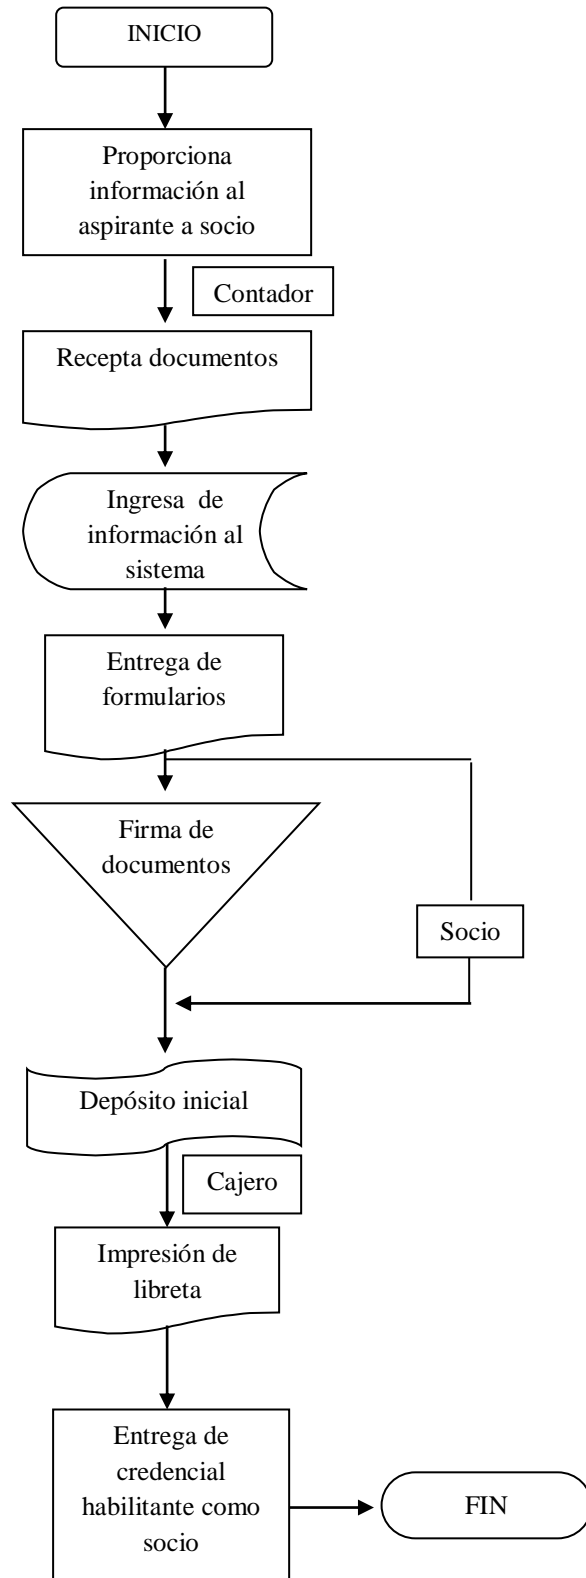 INICIO
Proporciona
información al
aspirante a socio
Contador
Recepta documentos
Ingresa  de
información al
sistema
Entrega de
formularios
Firma de
documentos
Socio
Depósito inicial
Cajero
Impresión de
libreta
Entrega de
credencial
habilitante como
socio
FIN